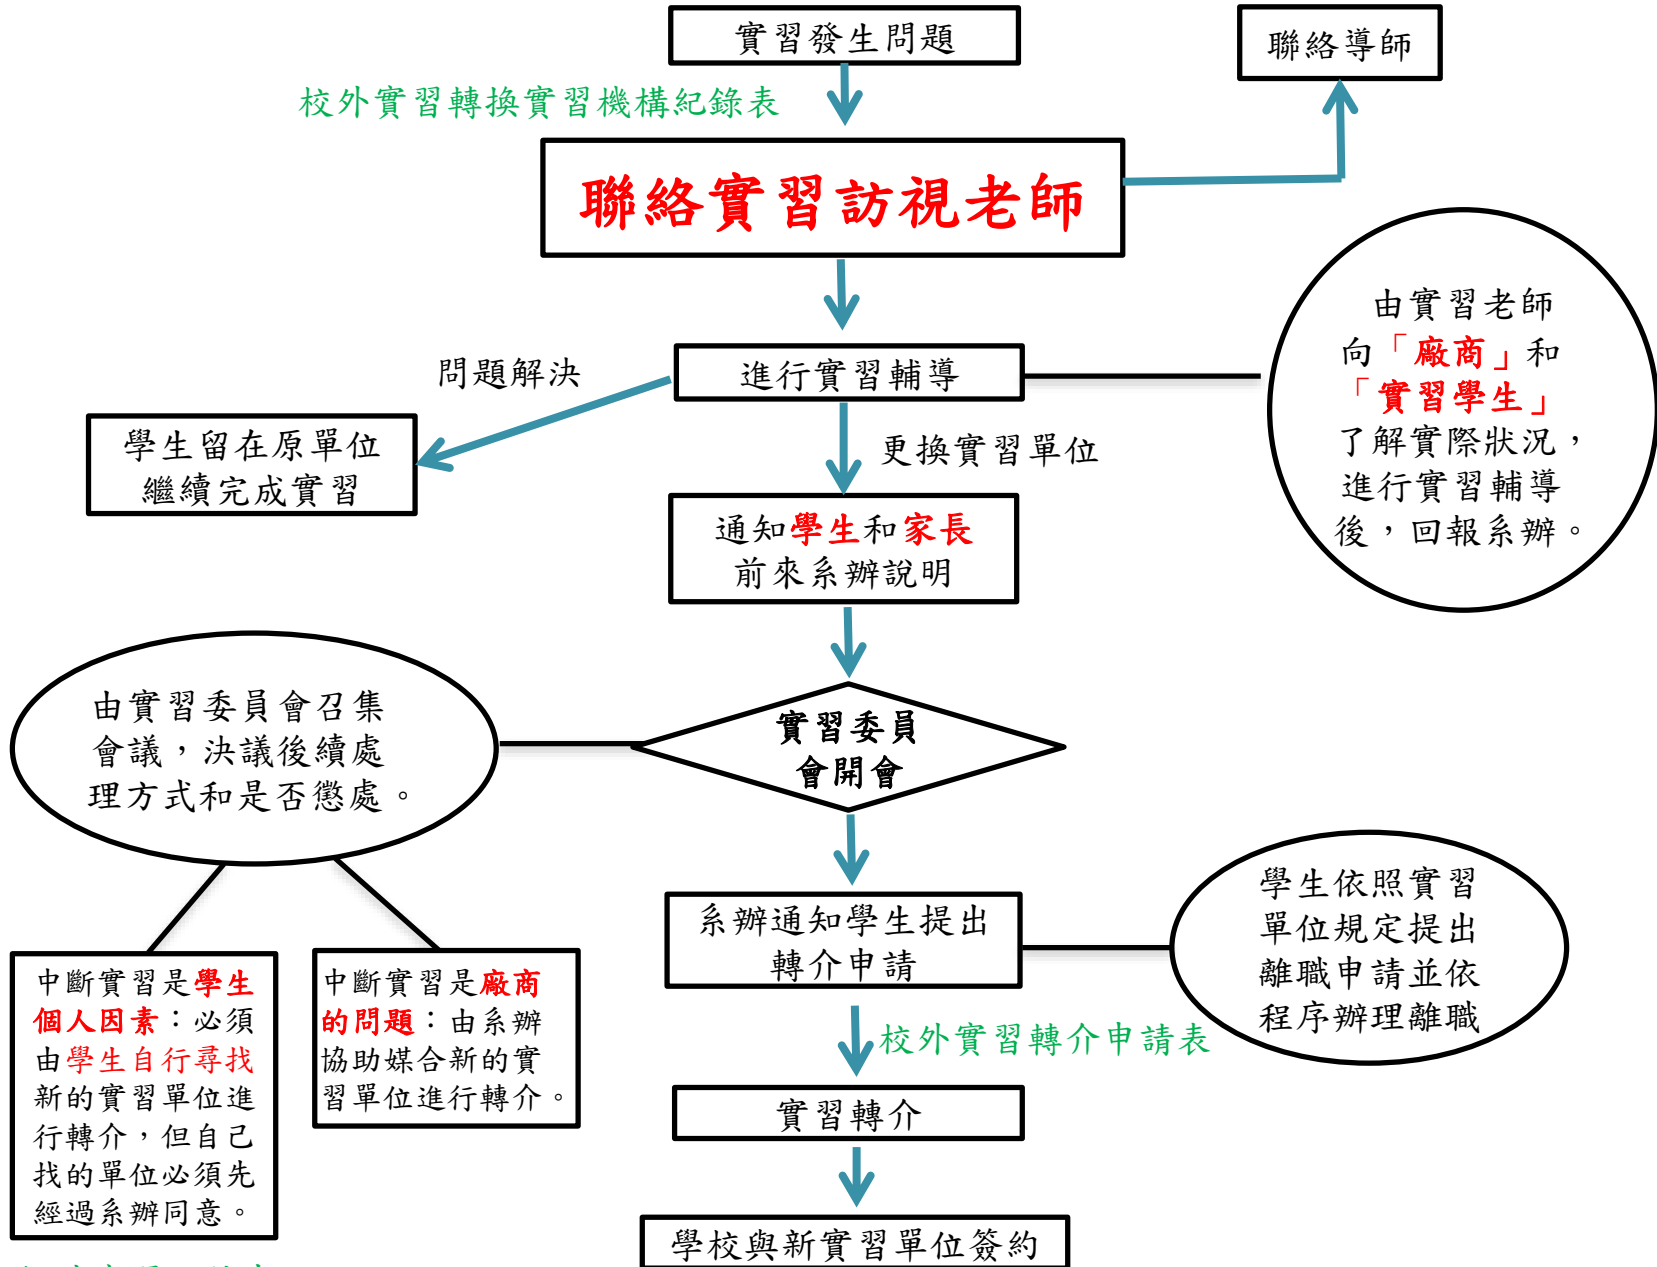 實習發生問題
聯絡導師
校外實習轉換實習機構紀錄表
聯絡實習訪視老師
由實習老師
向「廠商」和
「實習學生」
了解實際狀況，
進行實習輔導
後，回報系辦。
問題解決
進行實習輔導
學生留在原單位
繼續完成實習
更換實習單位
通知學生和家長
前來系辦說明
由實習委員會召集
會議，決議後續處
理方式和是否懲處。
實習委員
會開會
系辦通知學生提出
轉介申請
學生依照實習
單位規定提出
離職申請並依
程序辦理離職
中斷實習是學生
個人因素：必須
由學生自行尋找
新的實習單位進
行轉介，但自己
找的單位必須先
經過系辦同意。
中斷實習是廠商
的問題：由系辦
協助媒合新的實
習單位進行轉介。
校外實習轉介申請表
實習轉介
學校與新實習單位簽約